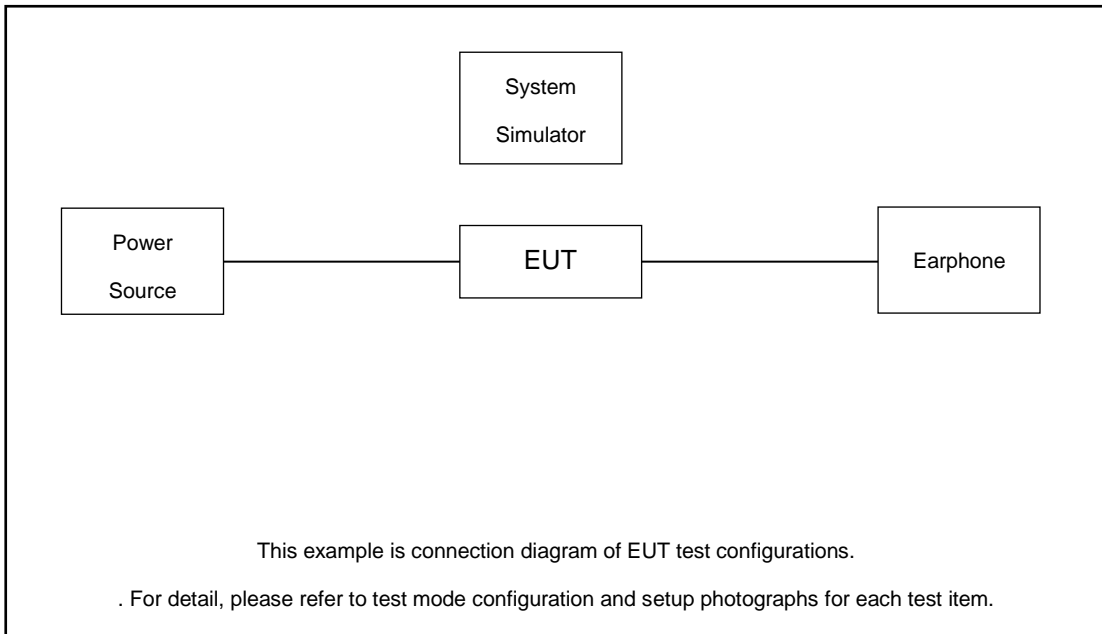 System
Simulator
Power
Source
EUT
Earphone
This example is connection diagram of EUT test configurations.
. For detail, please refer to test mode configuration and setup photographs for each test item.